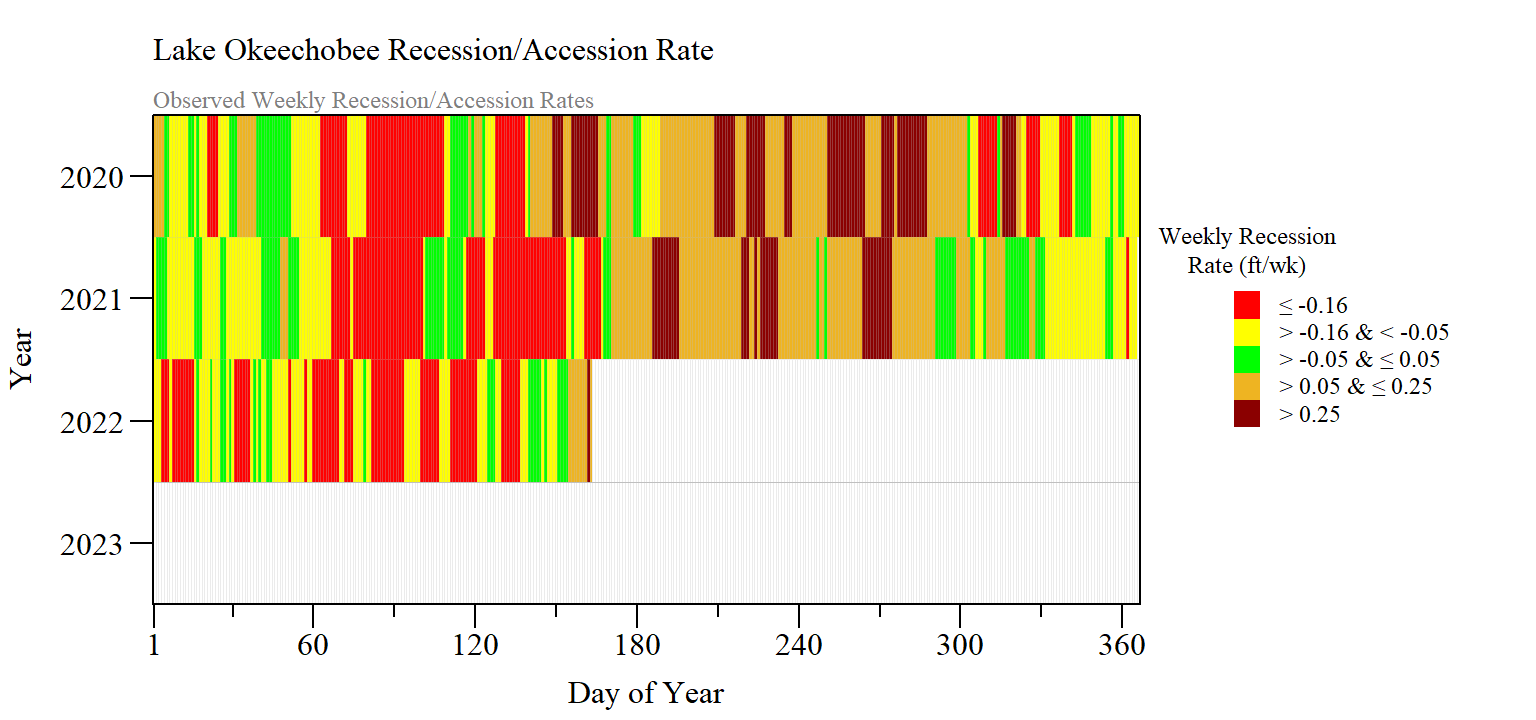 Lake Okeechobee Recession/Accession Rate
Observed Weekly Recession/Accession Rates
2020
2021
2022
2023
Year
1 60 120 180 240 300 360
Day of Year
Weekly Recession
Rate (ft/wk)
≤ -0.16
> -0.16 & < -0.05
> -0.05 & ≤ 0.05
> 0.05 & ≤ 0.25
> 0.25